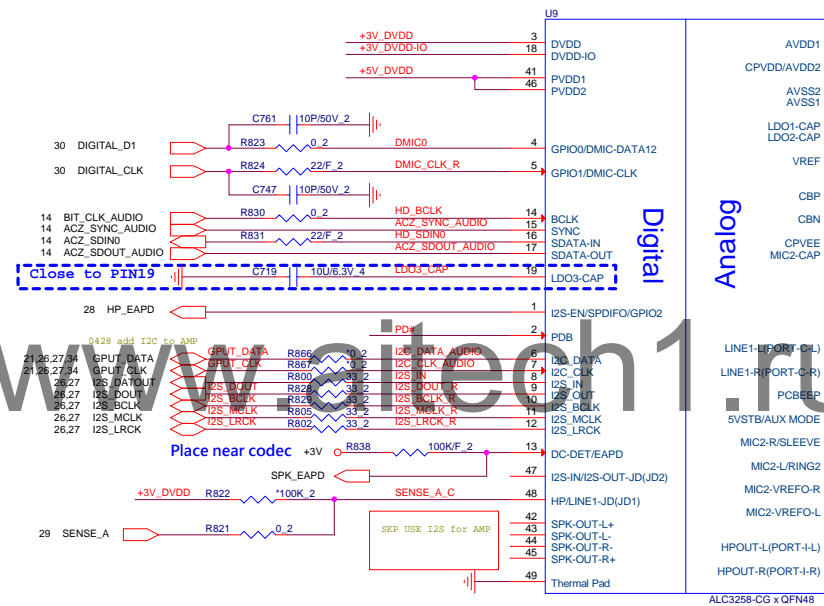 U9
+3V_DVDD 3 DVDD AVDD1
+3V_DVDD-IO 18 DVDD-IO
+5V_DVDD 41 PVDD1 CPVDD/AVDD2
46 PVDD2 AVSS2
AVSS1
C761 10P/50V_2 LDO1-CAP
LDO2-CAP
30 DIGITAL_D1 R823 0_2 DMIC0 4 GPIO0/DMIC-DATA12
VREF
30 DIGITAL_CLK R824 22/F_2 DMIC_CLK_R 5 GPIO1/DMIC-CLK
C747 10P/50V_2 CBP
14 BIT_CLK_AUDIO R830 0_2 HD_BCLK 14 BCLK CBN
14 ACZ_SYNC_AUDIO ACZ_SYNC_AUDIO 15 SYNC
14 ACZ_SDIN0 R831 22/F_2 HD_SDIN0 16 SDATA-IN CPVEE
14 ACZ_SDOUT_AUDIO ACZ_SDOUT_AUDIO 17 SDATA-OUT MIC2-CAP
Digital
Analog
Close to PIN19 C719 10U/6.3V_4 LDO3_CAP 19 LDO3-CAP
28 HP_EAPD 1 I2S-EN/SPDIFO/GPIO2
PD# 2 PDB
0428 add I2C to AMP
LINE1-L(PORT-C-L)
21,26,27,34 GPUT_DATA GPUT_DATA R866 *0_2 I2C_DATA_AUDIO 6 I2C_DATA
21,26,27,34 GPUT_CLK GPUT_CLK R867 *0_2 I2C_CLK_AUDIO 7 I2C_CLK LINE1-R(PORT-C-R)
26,27 I2S_DATOUT R800 33_2 I2S_IN 8 I2S_IN
26,27 I2S_DOUT I2S_DOUT R828 33_2 I2S_DOUT_R 9 I2S_OUT PCBEEP
26,27 I2S_BCLK I2S_BCLK R829 33_2 I2S_BCLK_R 10 I2S_BCLK
26,27 I2S_MCLK I2S_MCLK R805 33_2 I2S_MCLK_R 11 I2S_MCLK 5VSTB/AUX MODE
26,27 I2S_LRCK I2S_LRCK R802 33_2 I2S_LRCK_R 12 I2S_LRCK
www.aitech1.ru
MIC2-R/SLEEVE
Place near codec +3V R838 100K/F_2 13 DC-DET/EAPD
MIC2-L/RING2
SPK_EAPD 47 I2S-IN/I2S-OUT-JD(JD2)
MIC2-VREFO-R
+3V_DVDD R822 *100K_2 SENSE_A_C 48 HP/LINE1-JD(JD1)
MIC2-VREFO-L
42 SPK-OUT-L+
29 SENSE_A R821 0_2 SKP USE I2S for AMP 43 SPK-OUT-L-
44 SPK-OUT-R- HPOUT-L(PORT-I-L)
45 SPK-OUT-R+
HPOUT-R(PORT-I-R)
49 Thermal Pad
ALC3258-CG x QFN48